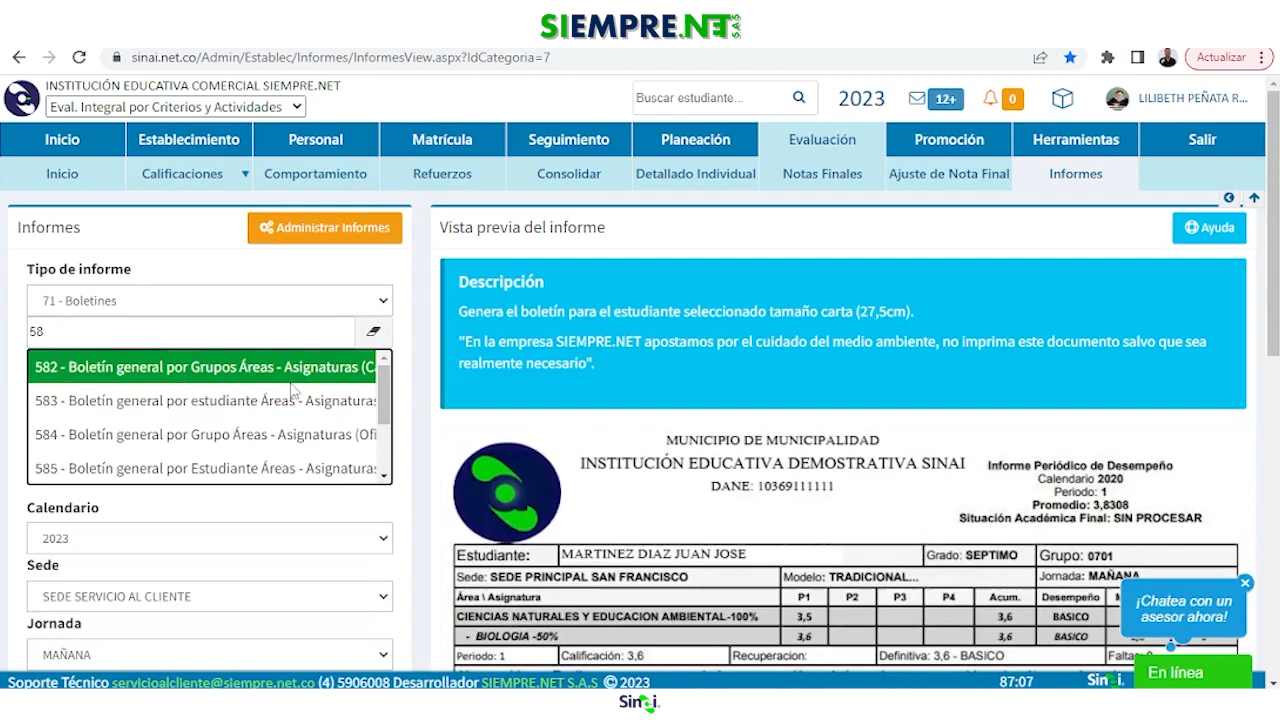 SIEMPRE.NET S.A.S
sinai.net.co/Admin/Establec/Informes/InformesView.aspx?IdCategoria=7
Actualizar
INSTITUCIÓN EDUCATIVA COMERCIAL SIEMPRE.NET
Eval. Integral por Criterios y Actividades
Buscar estudiante...
2023
12+
0
LILIBETH PEÑATA R...
Inicio Establecimiento Personal Matrícula Seguimiento Planeación Evaluación Promoción Herramientas Salir
Inicio Calificaciones Comportamiento Refuerzos Consolidar Detallado Individual Notas Finales Ajuste de Nota Final Informes
Informes
Administrar Informes
Vista previa del informe
Ayuda
Tipo de informe
71 - Boletines
58
582 - Boletín general por Grupos Áreas - Asignaturas (Ca
583 - Boletín general por estudiante Áreas - Asignaturas
584 - Boletín general por Grupo Áreas - Asignaturas (Ofi
585 - Boletín general por Estudiante Áreas - Asignaturas
Calendario
2023
Sede
SEDE SERVICIO AL CLIENTE
Jornada
MAÑANA
Descripción
Genera el boletín para el estudiante seleccionado tamaño carta (27,5cm).
"En la empresa SIEMPRE.NET apostamos por el cuidado del medio ambiente, no imprima este documento salvo que sea
realmente necesario".
MUNICIPIO DE MUNICIPALIDAD
INSTITUCIÓN EDUCATIVA DEMOSTRATIVA SINAI
DANE: 10369111111
Informe Periódico de Desempeño
Calendario 2020
Periodo: 1
Promedio: 3,8308
Situación Académica Final: SIN PROCESAR
Estudiante: MARTINEZ DIAZ JUAN JOSE Grado: SEPTIMO Grupo: 0701
Sede: SEDE PRINCIPAL SAN FRANCISCO Modelo: TRADICIONAL... Jornada: MAÑANA
Área \ Asignatura P1 P2 P3 P4 Acum. Desempeño
CIENCIAS NATURALES Y EDUCACION AMBIENTAL-100% 3,5 3,6 BASICO
- BIOLOGIA -50% 3,6 3,6 BASICO
Periodo: 1 Calificación: 3,6 Recuperacion: Definitiva: 3,6 - BASICO Faltas:
¡Chatea con un
asesor ahora!
En línea
Soporte Técnico servicioalcliente@siempre.net.co (4) 5906008 Desarrollador SIEMPRE.NET S.A.S © 2023
87:07
Sinai.
Sinai.